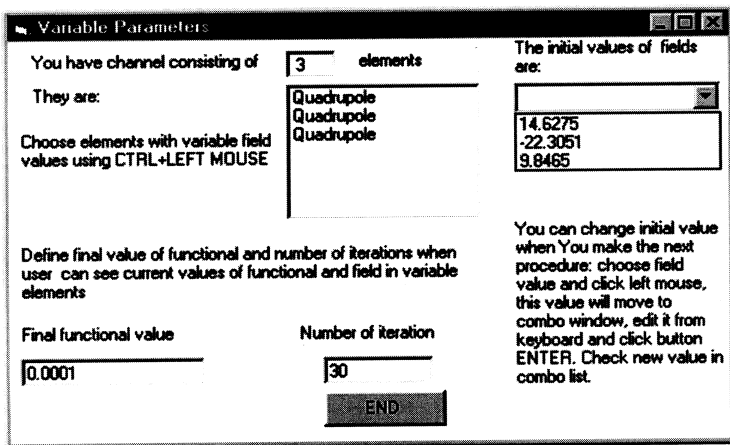 Variable Parameters
You have channel consisting of 3 elements
They are:
Quadrupole
Quadrupole
Quadrupole
Choose elements with variable field
values using CTRL+LEFT MOUSE
Define final value of functional and number of iterations when
user can see current values of functional and field in variable
elements
Final functional value
0.0001
Number of iteration
30
END
The initial values of fields
are:
14.6275
-22.3051
9.8465
You can change initial value
when You make the next
procedure: choose field
value and click left mouse,
this value will move to
combo window, edit it from
keyboard and click button
ENTER. Check new value in
combo list.